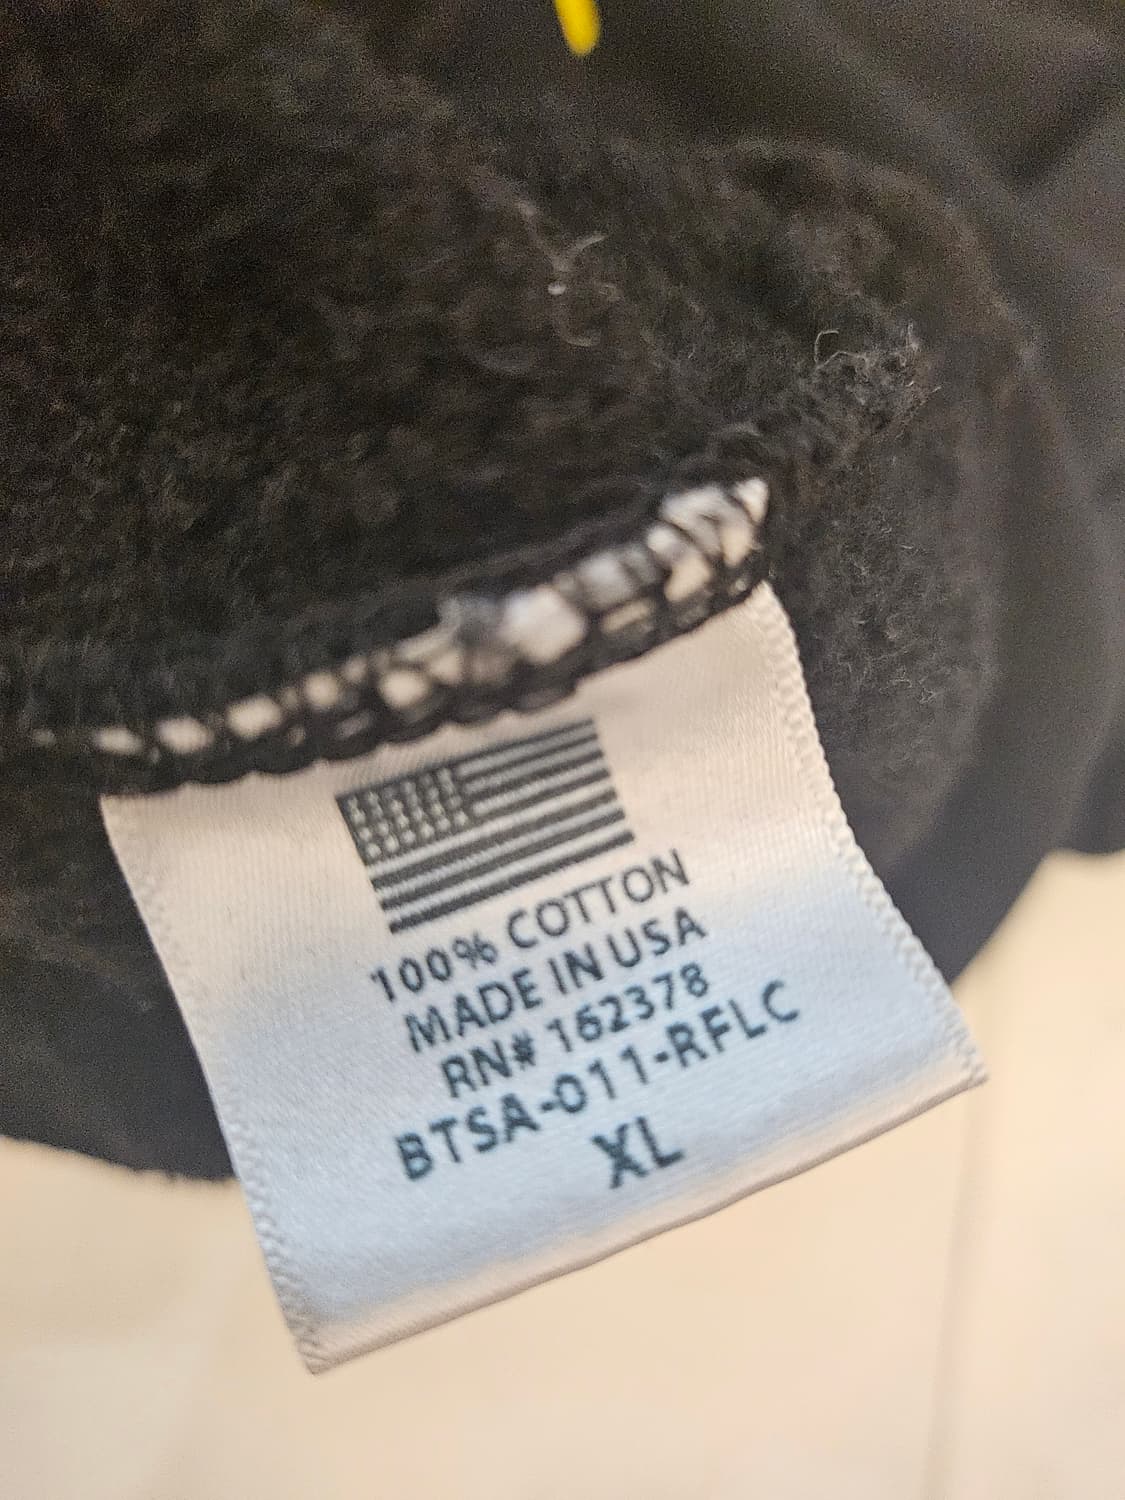 100% COTTON
MADE IN USA
RN# 162378
BTSA-011-RFLC
XL